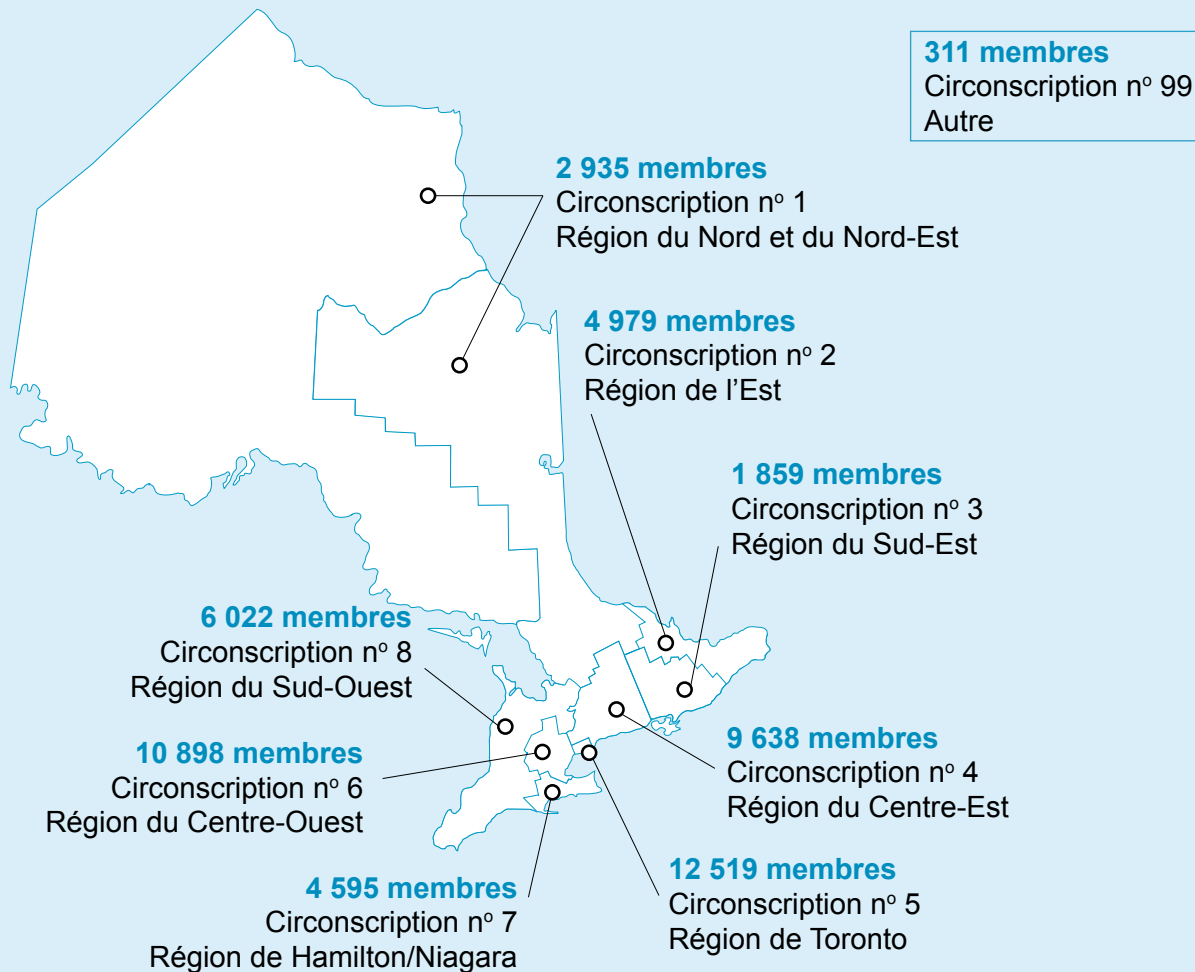 311 membres
Circonscription nº 99
Autre
2 935 membres
Circonscription nº 1
Région du Nord et du Nord-Est
4 979 membres
Circonscription nº 2
Région de l’Est
1 859 membres
Circonscription nº 3
Région du Sud-Est
6 022 membres
Circonscription nº 8
Région du Sud-Ouest
10 898 membres
Circonscription nº 6
Région du Centre-Ouest
9 638 membres
Circonscription nº 4
Région du Centre-Est
4 595 membres
Circonscription nº 7
Région de Hamilton/Niagara
12 519 membres
Circonscription nº 5
Région de Toronto